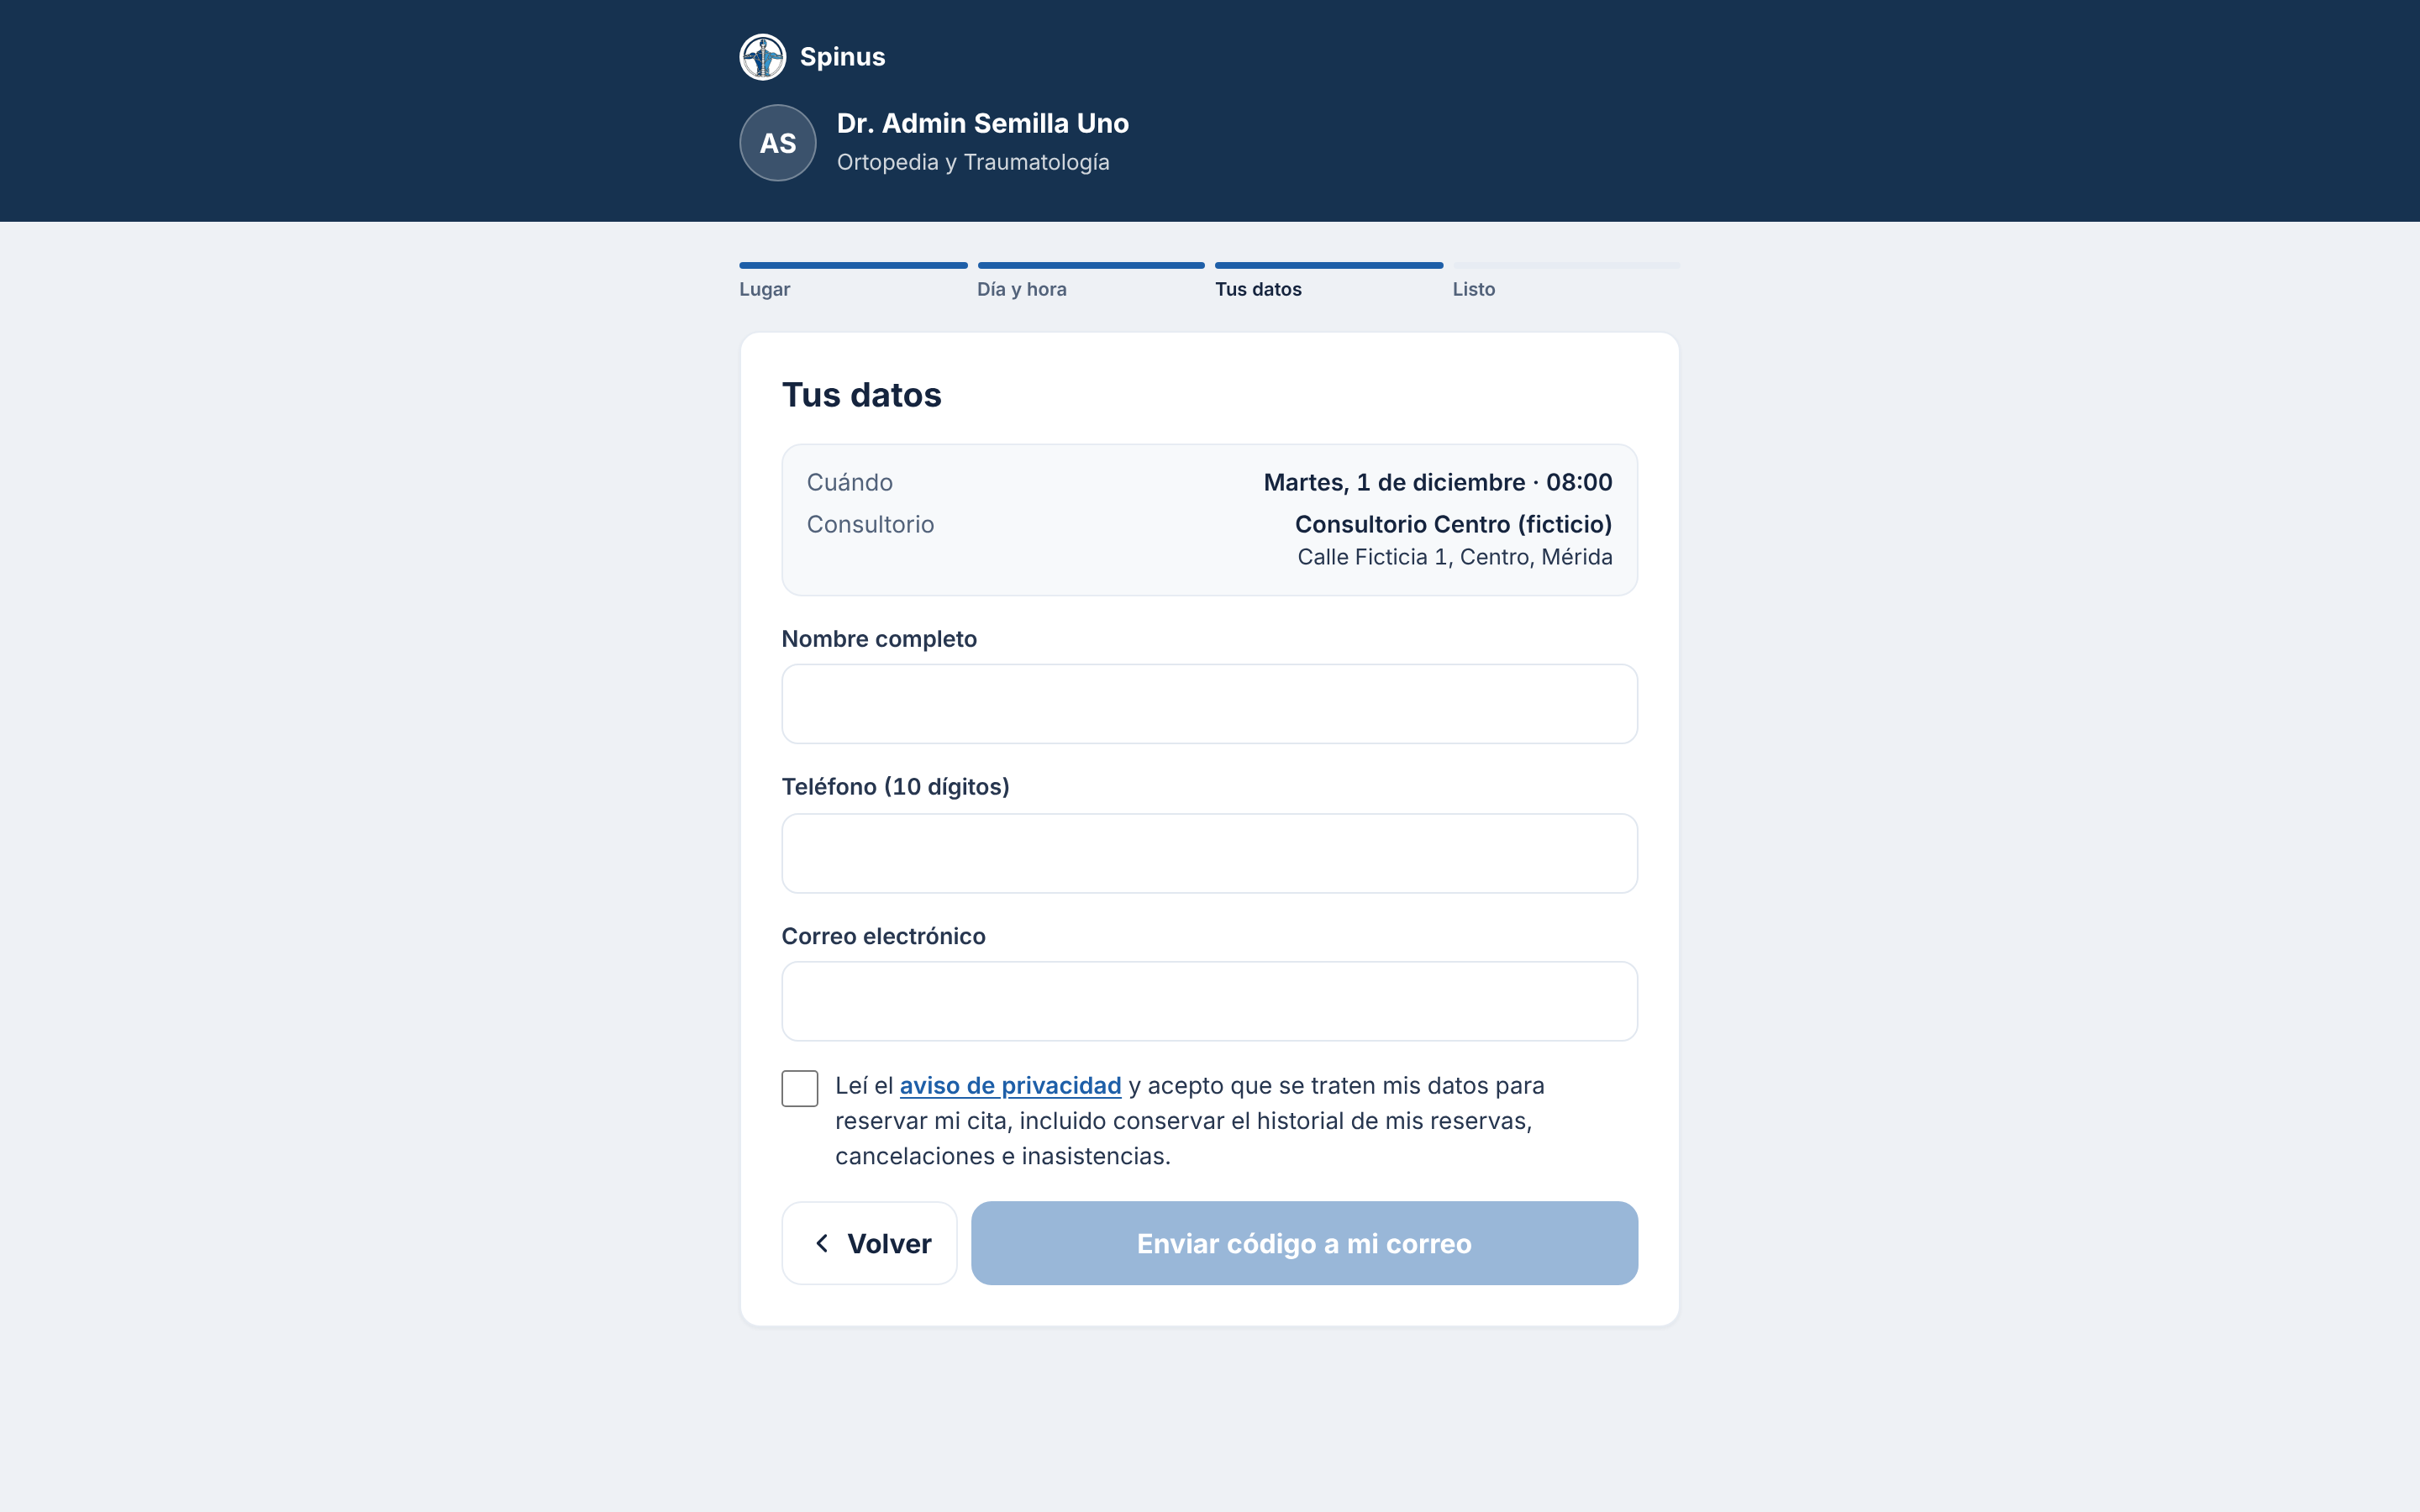 Spinus
AS
Dr. Admin Semilla Uno
Ortopedia y Traumatología
Lugar
Día y hora
Tus datos
Listo
Tus datos
Cuándo
Martes, 1 de diciembre · 08:00
Consultorio
Consultorio Centro (ficticio)
Calle Ficticia 1, Centro, Mérida
Nombre completo
Teléfono (10 dígitos)
Correo electrónico
Leí el aviso de privacidad y acepto que se traten mis datos para
reservar mi cita, incluido conservar el historial de mis reservas,
cancelaciones e inasistencias.
Volver
Enviar código a mi correo